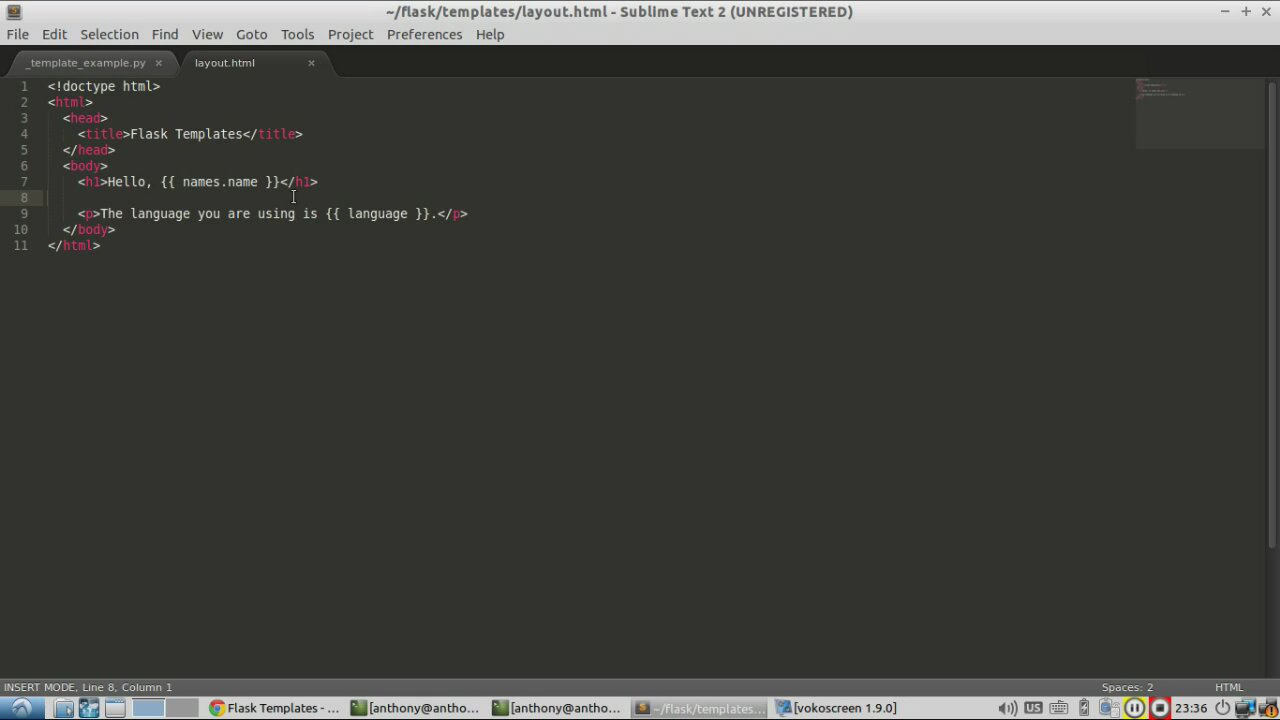 ~/flask/templates/layout.html - Sublime Text 2 (UNREGISTERED)
File Edit Selection Find View Goto Tools Project Preferences Help
_template_example.py × layout.html ×
1 <!doctype html>
2 <html>
3 <head>
4 <title>Flask Templates</title>
5 </head>
6 <body>
7 <h1>Hello, {{ names.name }}</h1>
8
9 <p>The language you are using is {{ language }}.</p>
10 </body>
11 </html>
INSERT MODE, Line 8, Column 1 Spaces: 2 HTML
Flask Templates - ... [anthony@antho... [anthony@antho... ~/flask/templates... [vokoscreen 1.9.0] US 23:36